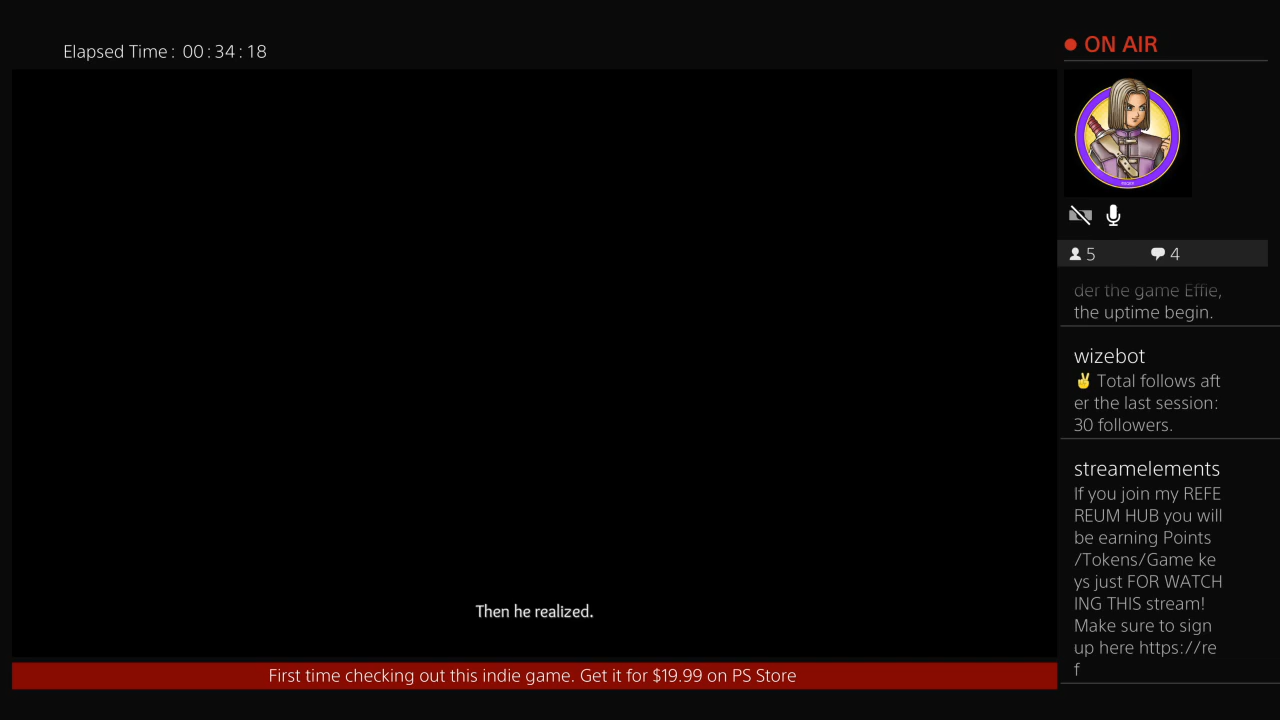 Elapsed Time : 00:34:18
ON AIR
5 4
der the game Effie,
the uptime begin.
wizebot
✌ Total follows aft
er the last session:
30 followers.
streamelements
If you join my REFE
REUM HUB you will
be earning Points
/Tokens/Game ke
ys just FOR WATCH
ING THIS stream!
Make sure to sign
up here https://re
f
Then he realized.
First time checking out this indie game. Get it for $19.99 on PS Store